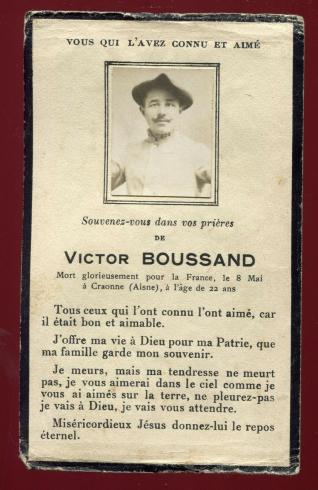 VOUS QUI L'AVEZ CONNU ET AIMÉ
Souvenez-vous dans vos prières
DE
VICTOR BOUSSAND
Mort glorieusement pour la France, le 8 Mai
à Craonne (Aisne), à l'âge de 22 ans
Tous ceux qui l'ont connu l'ont aimé, car
il était bon et aimable.
J'offre ma vie à Dieu pour ma Patrie, que
ma famille garde mon souvenir.
Je meurs, mais ma tendresse ne meurt
pas, je vous aimerai dans le ciel comme je
vous ai aimés sur la terre, ne pleurez-pas
je vais à Dieu, je vais vous attendre.
Miséricordieux Jésus donnez-lui le repos
éternel.